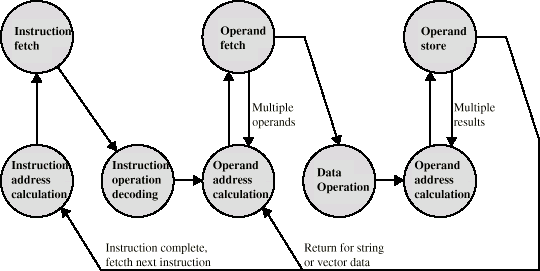 Instruction
fetch
Operand
fetch
Operand
store
Multiple
operands
Multiple
results
Instruction
address
calculation
Instruction
operation
decoding
Operand
address
calculation
Data
Operation
Operand
address
calculation
Instruction complete,
fetcth next instruction
Return for string
or vector data